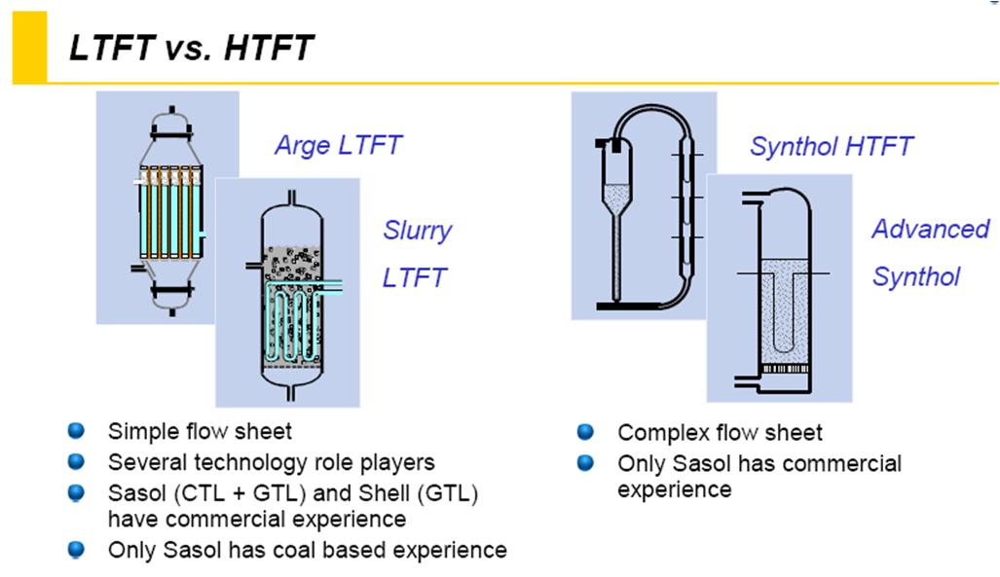 LTFT vs. HTFT
Arge LTFT
Slurry
LTFT
Simple flow sheet
Several technology role players
Sasol (CTL + GTL) and Shell (GTL)
have commercial experience
Only Sasol has coal based experience
Synthol HTFT
Advanced
Synthol
Complex flow sheet
Only Sasol has commercial
experience